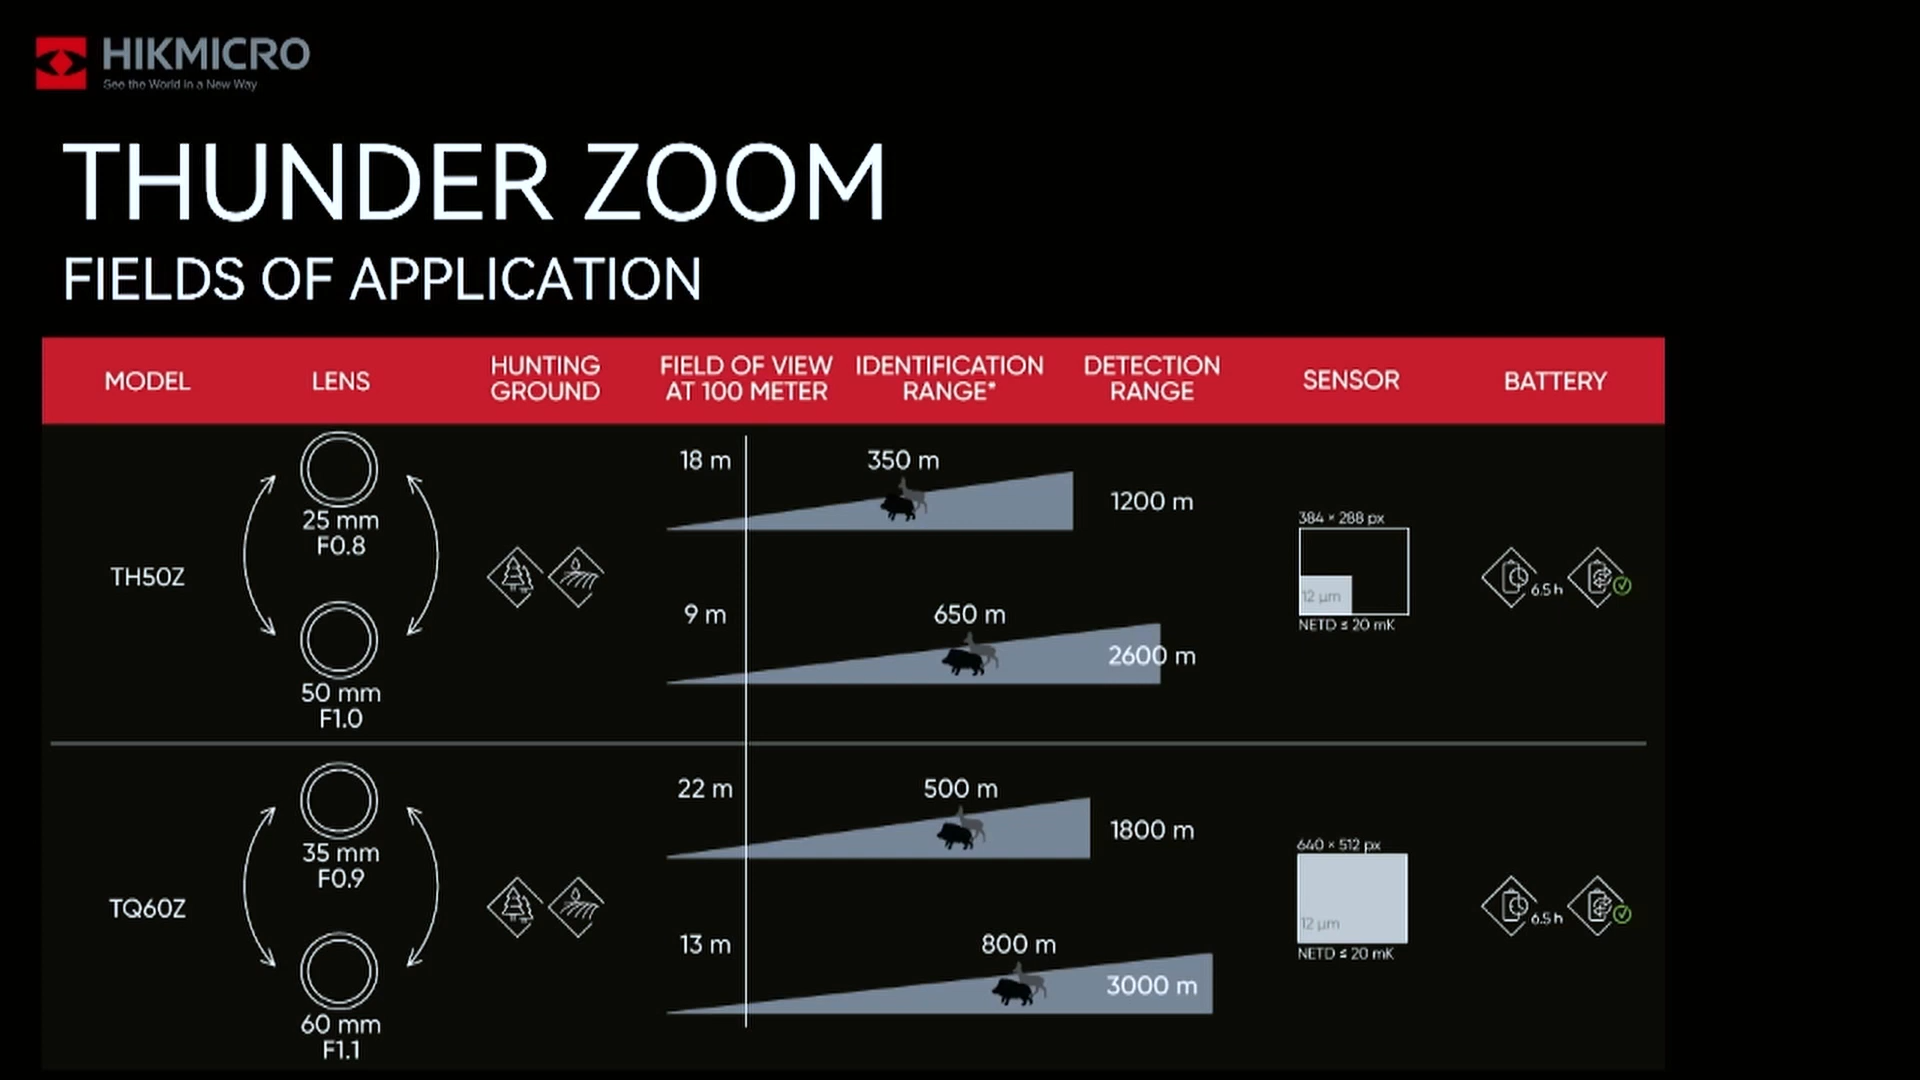 HIKMICRO
See the World in a New Way
THUNDER ZOOM
FIELDS OF APPLICATION
MODEL
LENS
HUNTING
GROUND
FIELD OF VIEW
AT 100 METER
IDENTIFICATION
RANGE*
DETECTION
RANGE
SENSOR
BATTERY
TH50Z
25 mm
F0.8
50 mm
F1.0
18 m
350 m
1200 m
9 m
650 m
2600 m
384 × 288 px
12 µm
NETD ≤ 20 mK
6.5 h
TQ60Z
35 mm
F0.9
60 mm
F1.1
22 m
500 m
1800 m
13 m
800 m
3000 m
640 × 512 px
12 µm
NETD ≤ 20 mK
6.5 h